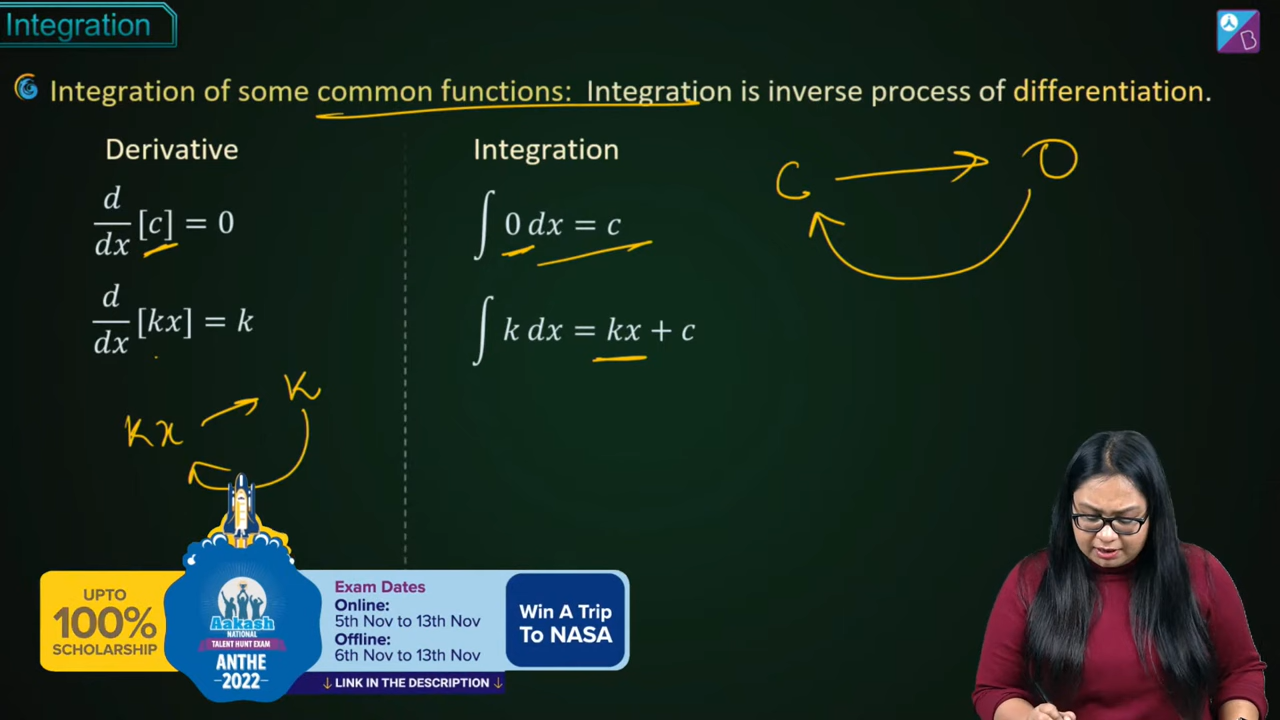 Integration
B
Integration of some common functions: Integration is inverse process of differentiation.
Derivative
Integration
d/dx [c] = 0
∫ 0 dx = c
C → 0
d/dx [kx] = k
∫ k dx = kx + c
kx → k
UPTO
100%
SCHOLARSHIP
Aakash
NATIONAL
TALENT HUNT EXAM
ANTHE
2022
Exam Dates
Online:
5th Nov to 13th Nov
Offline:
6th Nov to 13th Nov
↓ LINK IN THE DESCRIPTION ↓
Win A Trip
To NASA